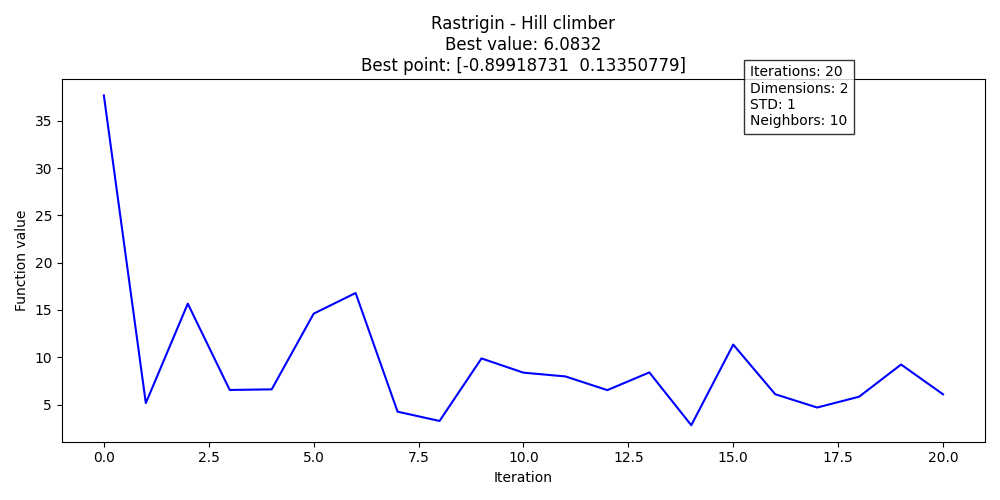 Rastrigin - Hill climber
Best value: 6.0832
Best point: [-0.89918731  0.13350779]
Iterations: 20
Dimensions: 2
STD: 1
Neighbors: 10
Function value
35
30
25
20
15
10
5
0.0
2.5
5.0
7.5
10.0
12.5
15.0
17.5
20.0
Iteration